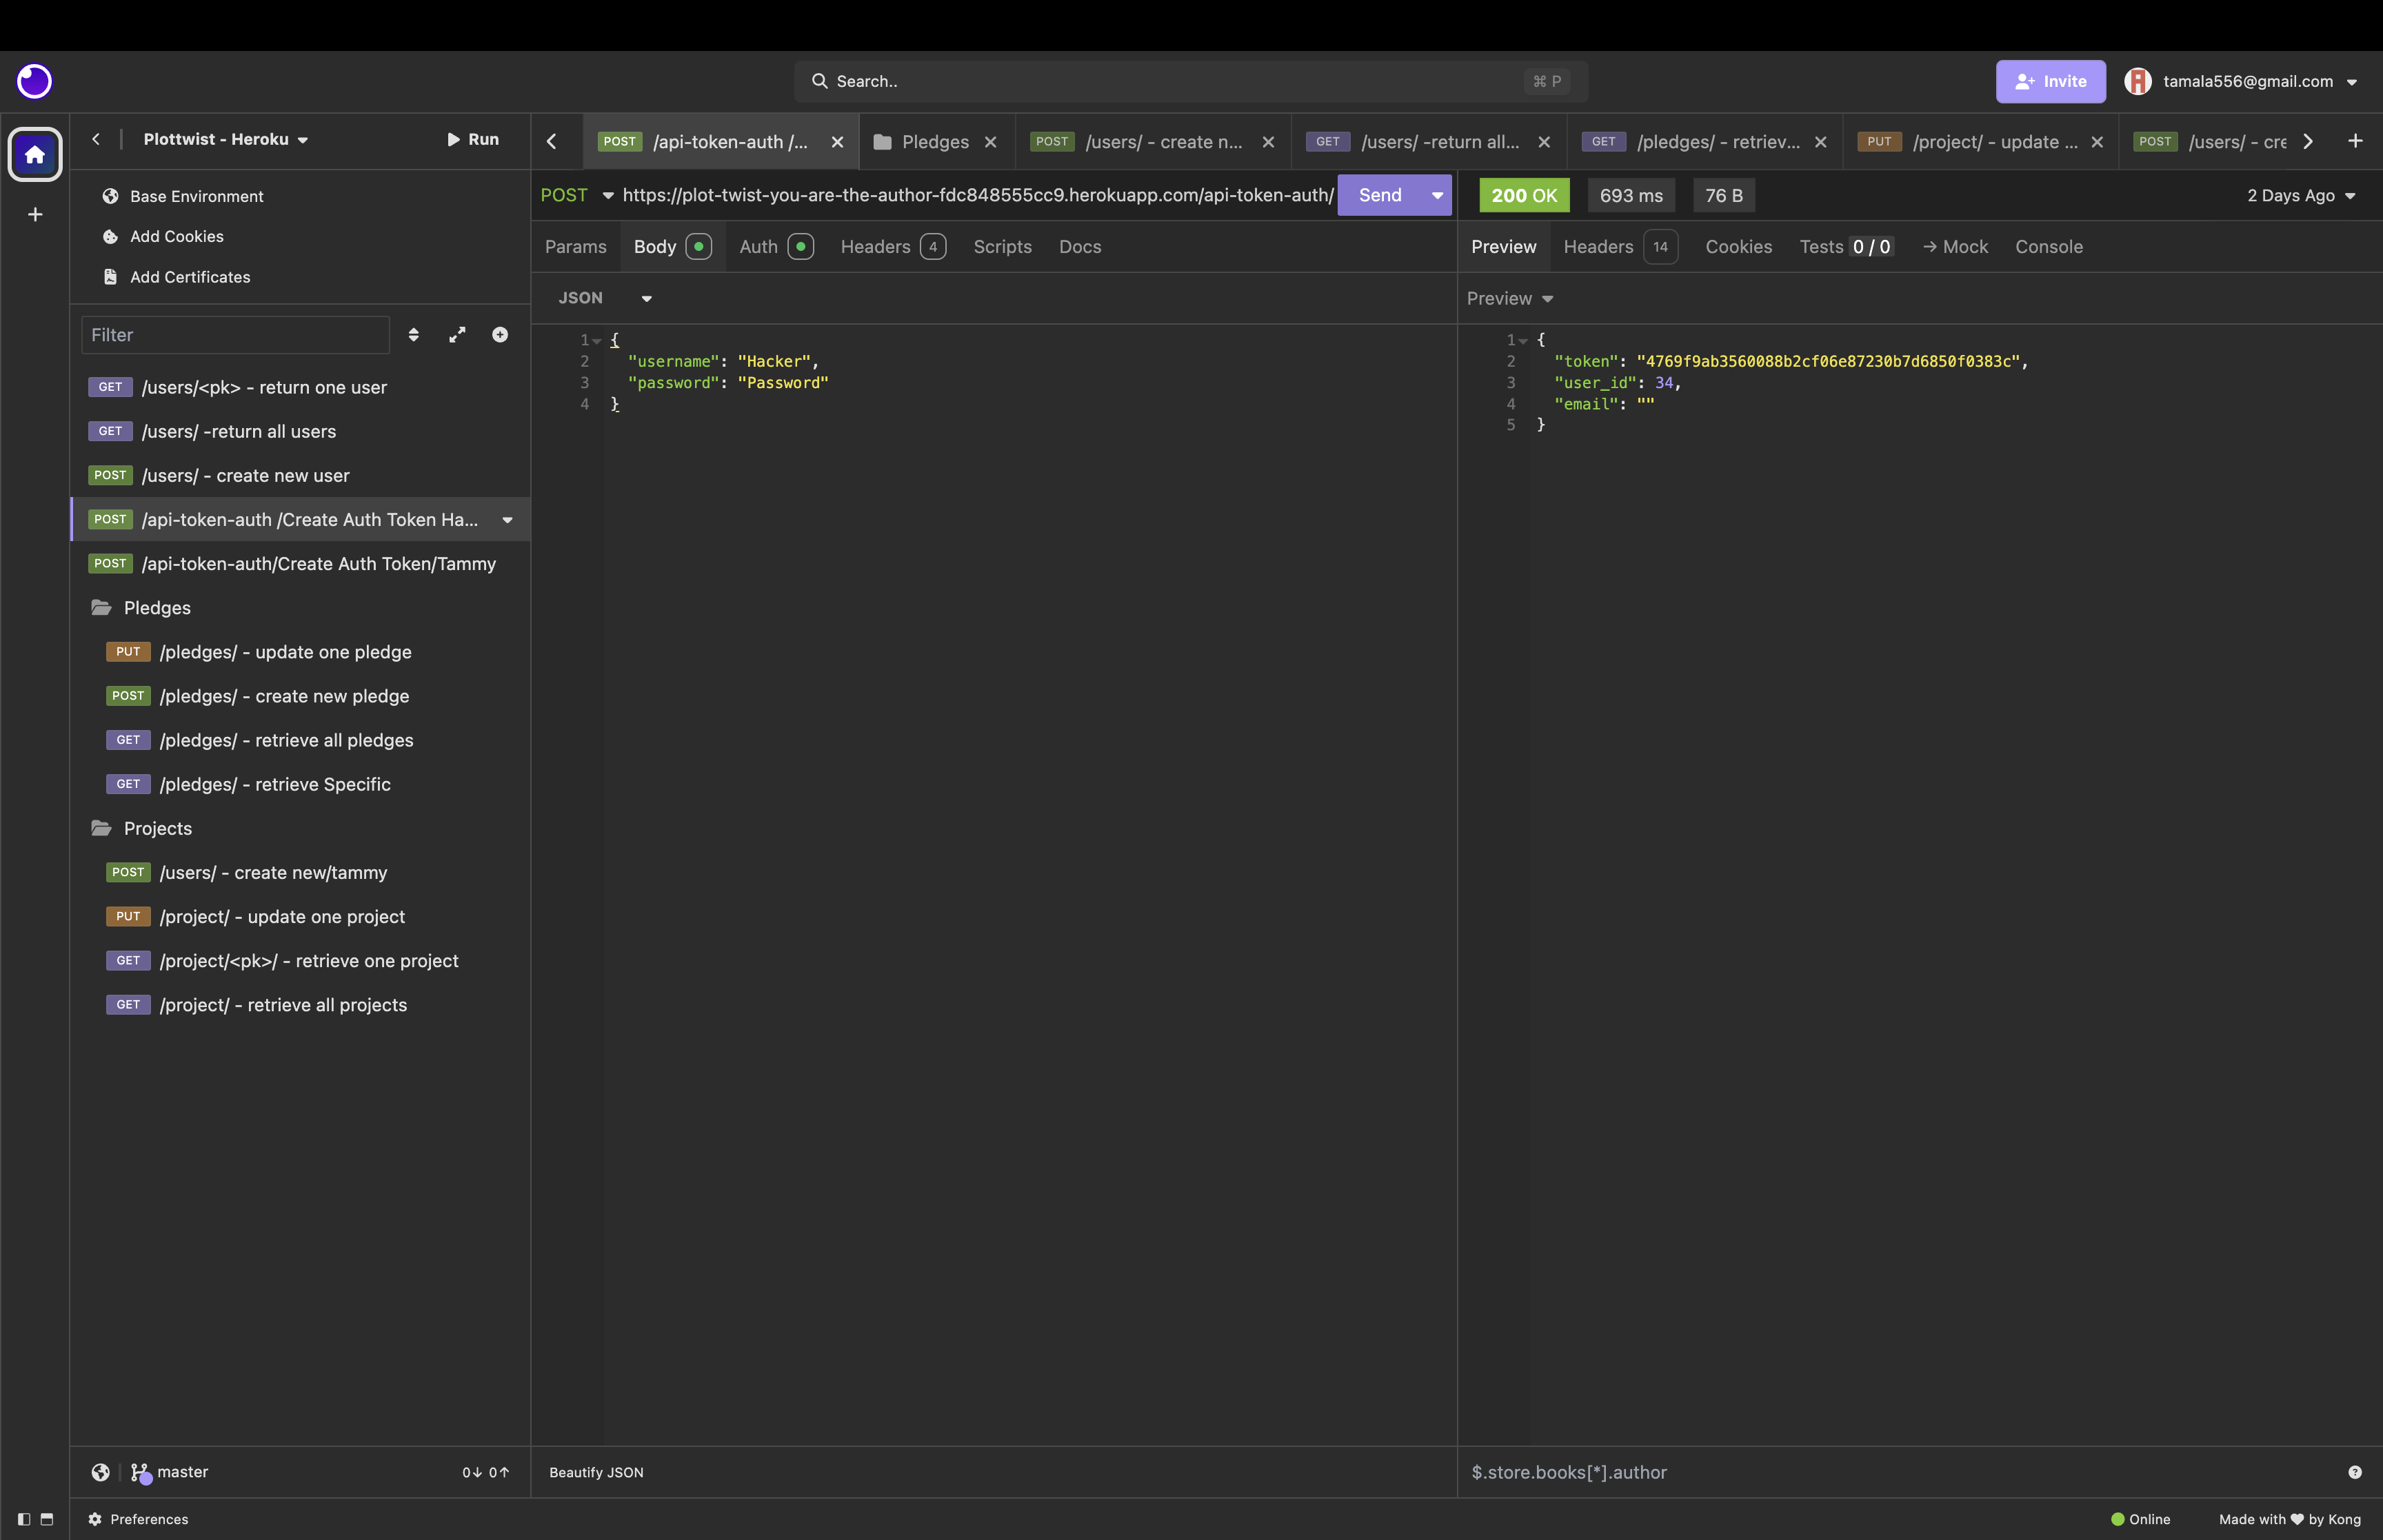 Search..
⌘ P
Invite
tamala556@gmail.com
Plottwist - Heroku
Run
POST /api-token-auth /...
Pledges
POST /users/ - create n...
GET /users/ -return all...
GET /pledges/ - retriev...
PUT /project/ - update ...
POST /users/ - cre
Base Environment
Add Cookies
Add Certificates
Filter
GET /users/<pk> - return one user
GET /users/ -return all users
POST /users/ - create new user
POST /api-token-auth /Create Auth Token Ha...
POST /api-token-auth/Create Auth Token/Tammy
Pledges
PUT /pledges/ - update one pledge
POST /pledges/ - create new pledge
GET /pledges/ - retrieve all pledges
GET /pledges/ - retrieve Specific
Projects
POST /users/ - create new/tammy
PUT /project/ - update one project
GET /project/<pk>/ - retrieve one project
GET /project/ - retrieve all projects
POST https://plot-twist-you-are-the-author-fdc848555cc9.herokuapp.com/api-token-auth/ Send
Params Body Auth Headers 4 Scripts Docs
JSON
1 {
2 "username": "Hacker",
3 "password": "Password"
4 }
200 OK 693 ms 76 B 2 Days Ago
Preview Headers 14 Cookies Tests 0 / 0 → Mock Console
Preview
1 {
2 "token": "4769f9ab3560088b2cf06e87230b7d6850f0383c",
3 "user_id": 34,
4 "email": ""
5 }
master 0↓ 0↑
Beautify JSON
$.store.books[*].author
Preferences
Online
Made with ♥ by Kong